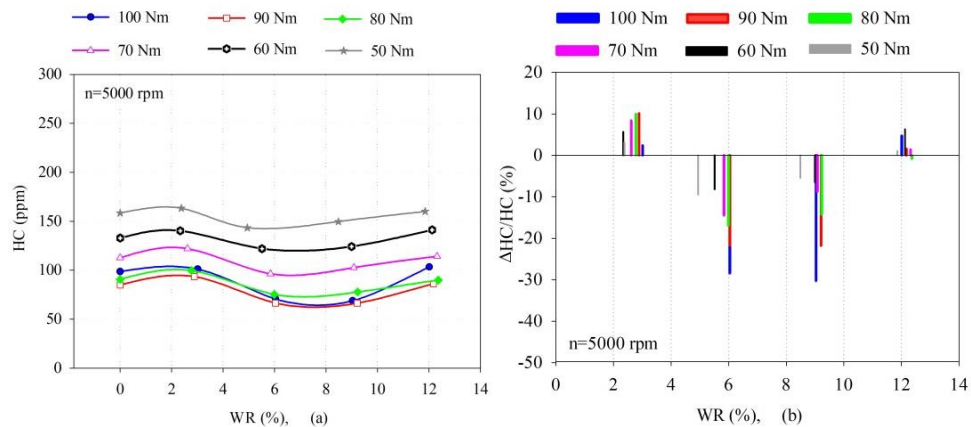 100 Nm 90 Nm 80 Nm
70 Nm 60 Nm 50 Nm
300
250
200
150
100
50
0
HC (ppm)
n=5000 rpm
0 2 4 6 8 10 12 14
WR (%), (a)
100 Nm 90 Nm 80 Nm
70 Nm 60 Nm 50 Nm
20
10
0
-10
-20
-30
-40
-50
ΔHC/HC (%)
n=5000 rpm
0 2 4 6 8 10 12 14
WR (%), (b)